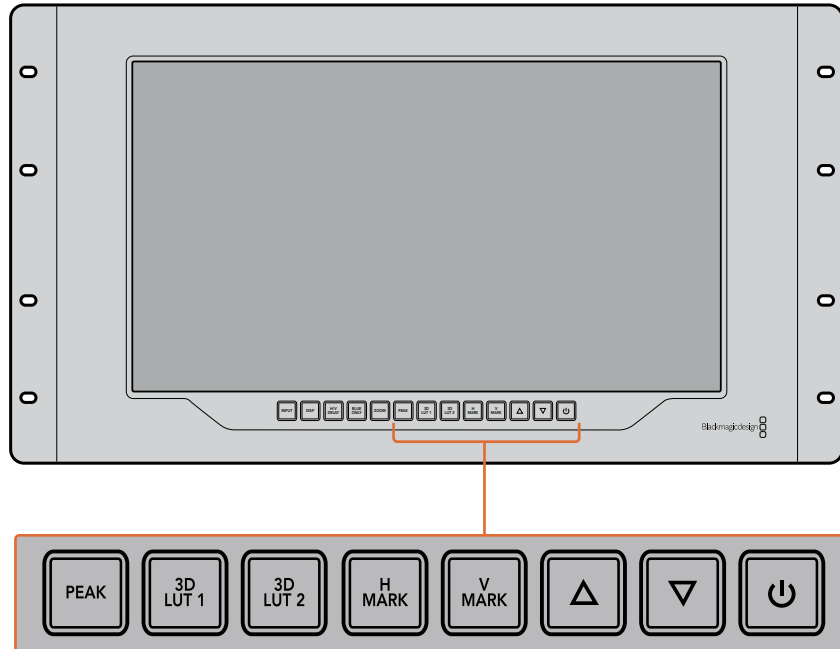 INPUT
DISP
H/V
DELAY
BLUE
ONLY
ZOOM
PEAK
3D
LUT 1
3D
LUT 2
H
MARK
V
MARK
Blackmagicdesign
PEAK
3D
LUT 1
3D
LUT 2
H
MARK
V
MARK